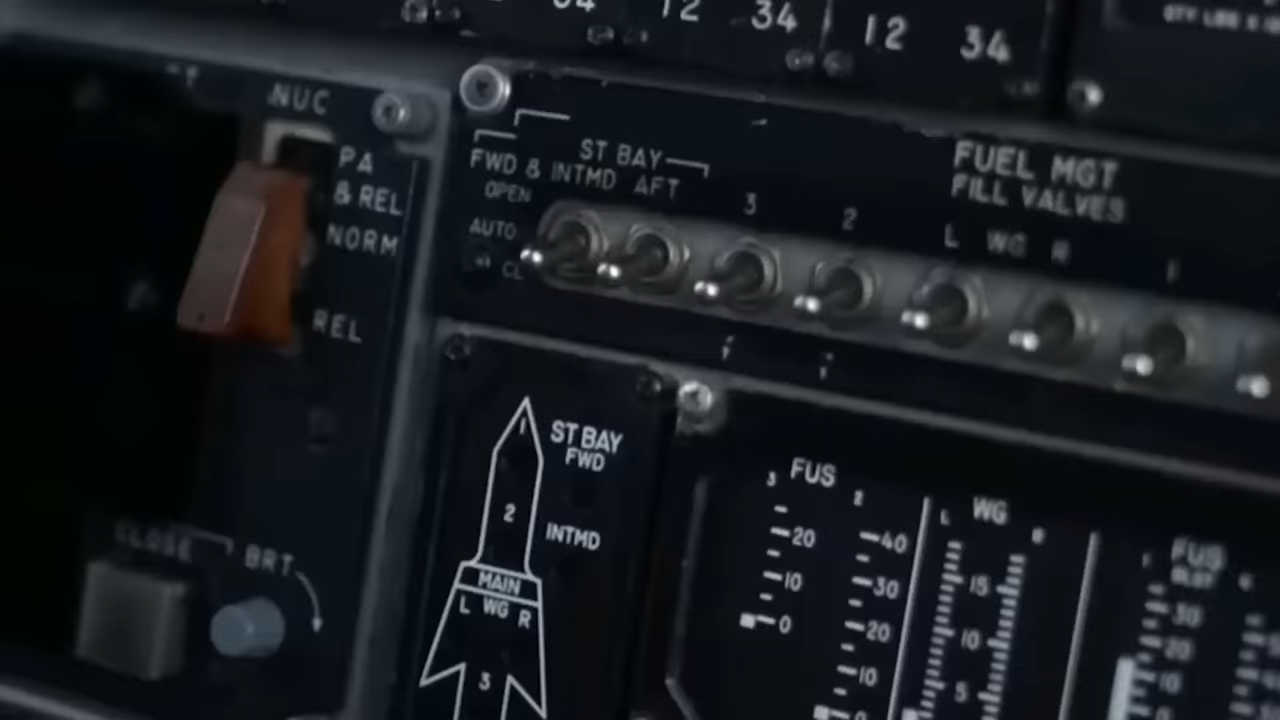 12 34 12 34
NUC
PA
& REL
NORM
REL
ST BAY
FWD & INTMD AFT
OPEN
AUTO
CL
3 2
FUEL MGT
FILL VALVES
L WG R
CLOSE
BRT
1
ST BAY
FWD
2
INTMD
MAIN
L WG R
3
3 FUS 2
20
10
0
40
30
20
10
0
L WG R
15
10
5
FUS
30
20
10